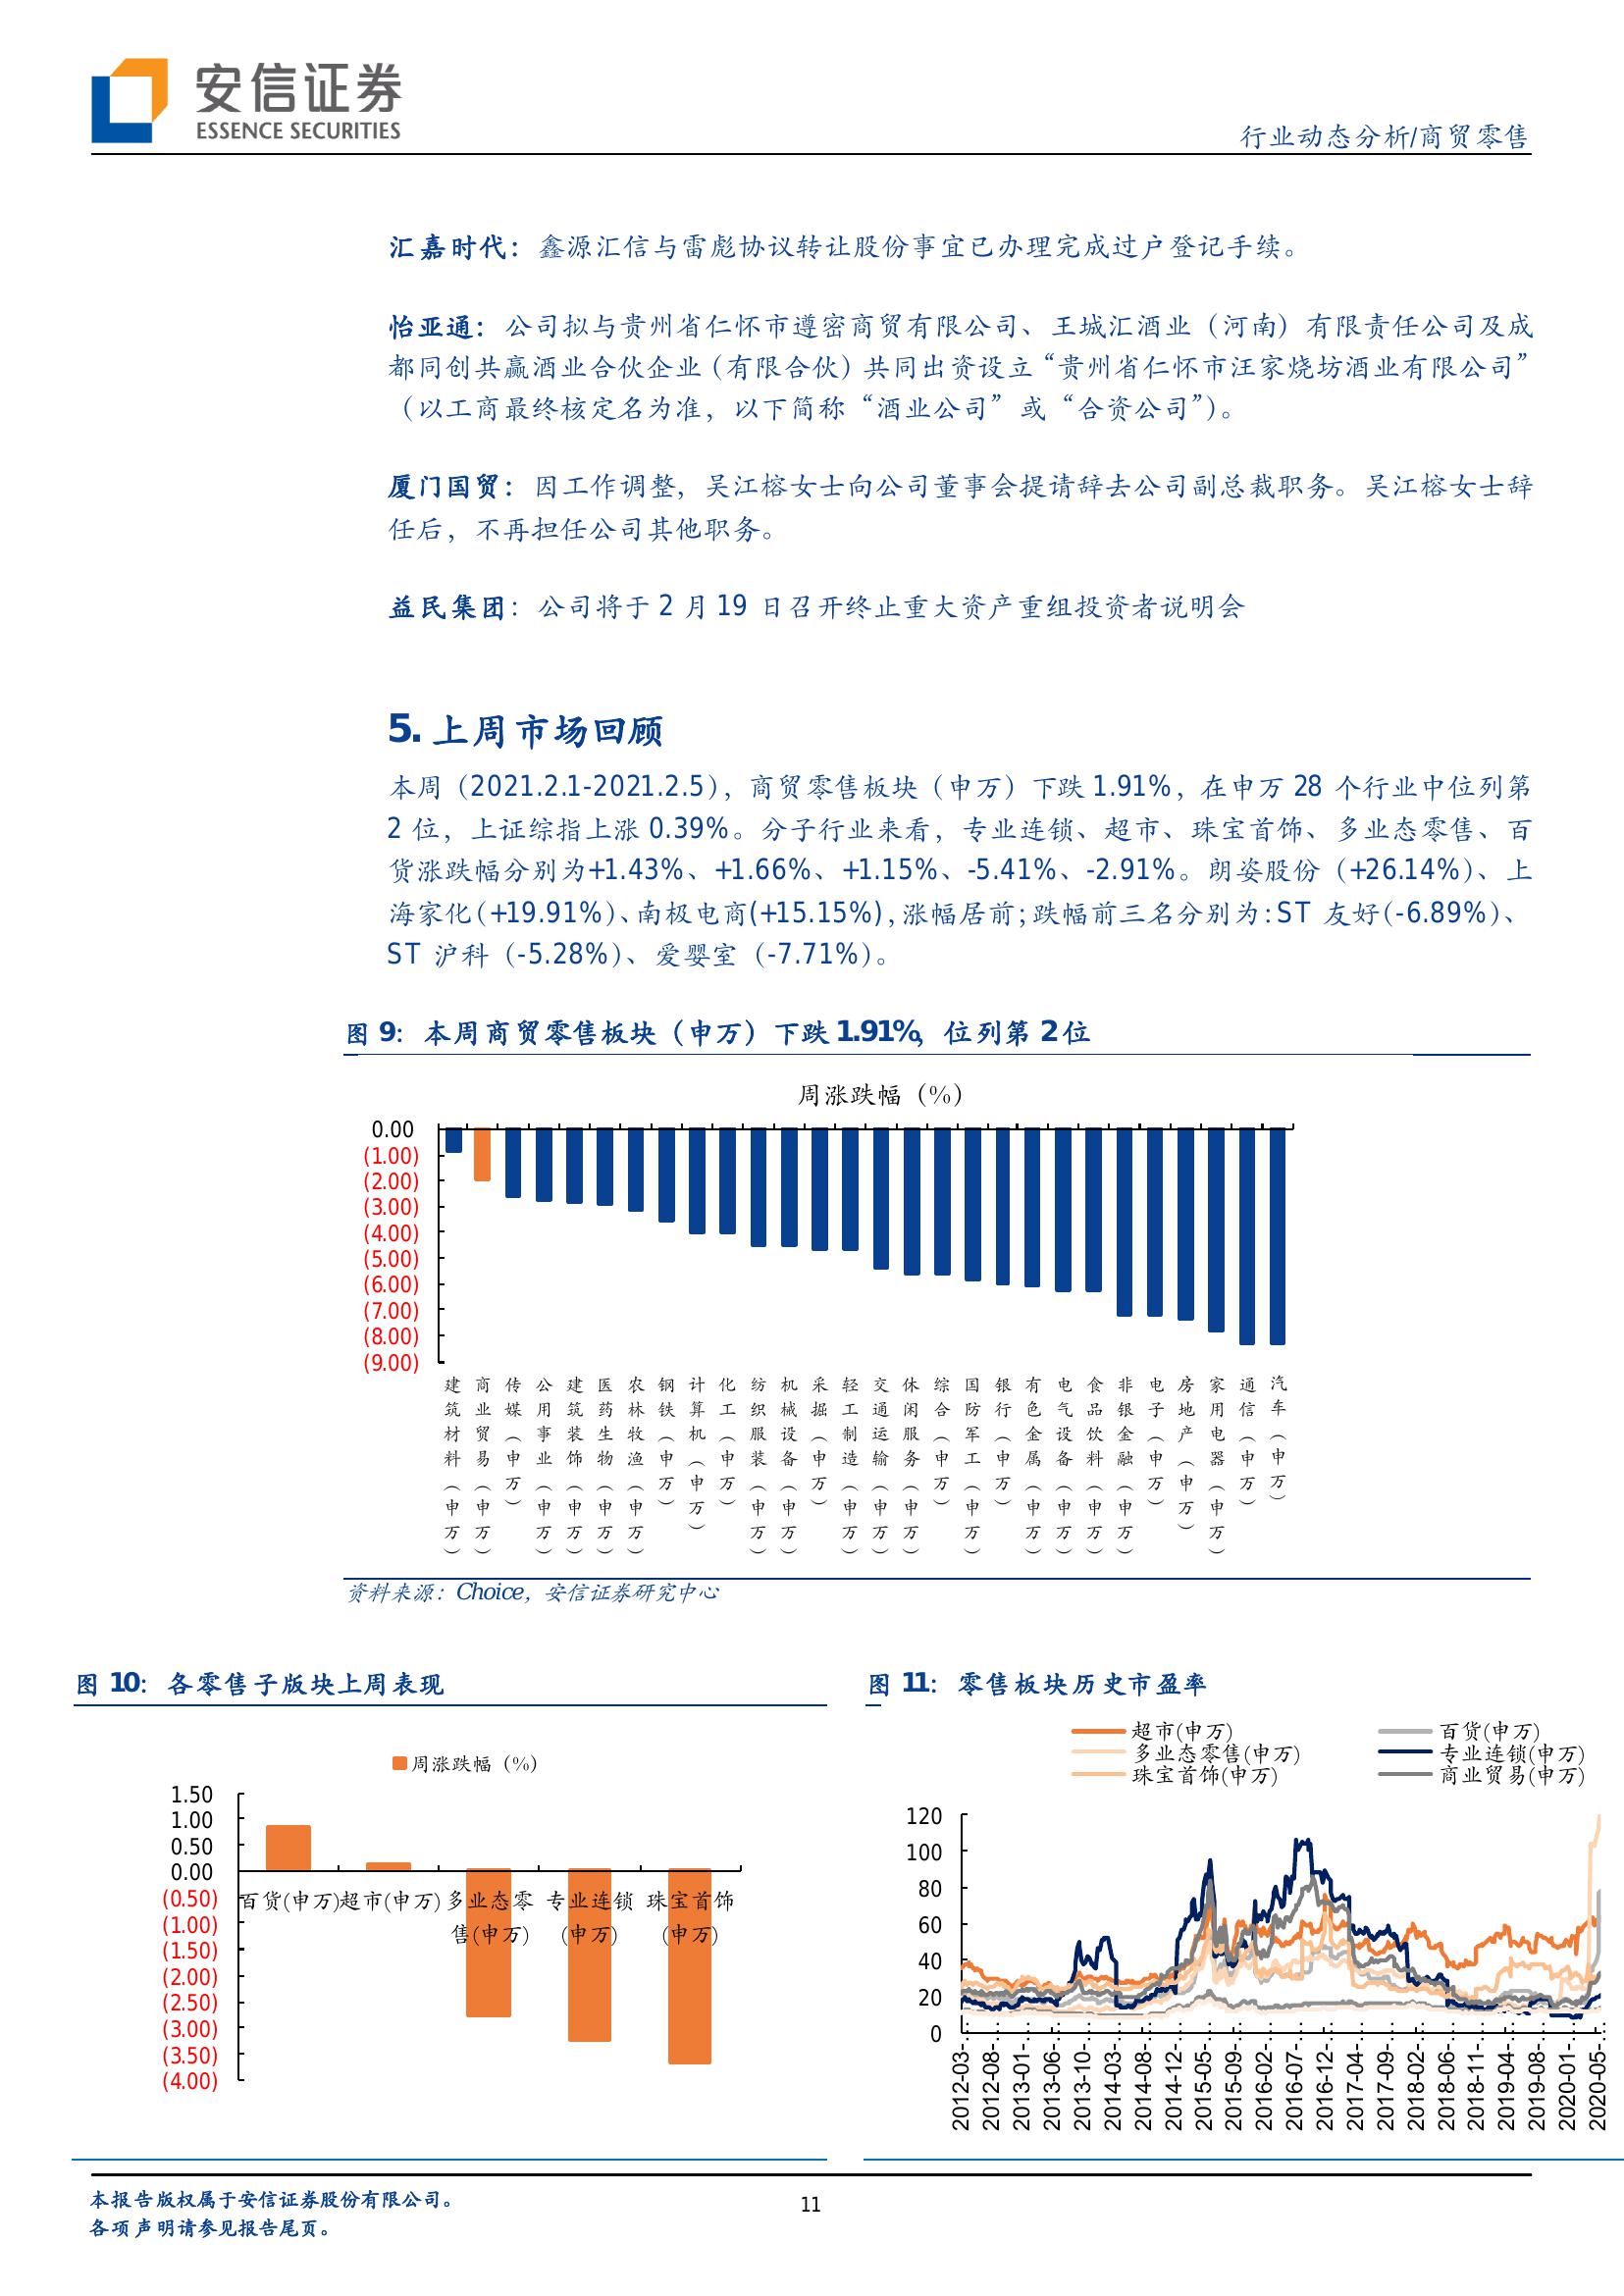 安信证券
ESSENCE SECURITIES
行业动态分析/商贸零售
汇嘉时代：鑫源汇信与雷彪协议转让股份事宜已办理完成过户登记手续。
怡亚通：公司拟与贵州省仁怀市遵密商贸有限公司、王城汇酒业（河南）有限责任公司及成
都同创共赢酒业合伙企业（有限合伙）共同出资设立“贵州省仁怀市汪家烧坊酒业有限公司”
（以工商最终核定名为准，以下简称“酒业公司”或“合资公司”）。
厦门国贸：因工作调整，吴江榕女士向公司董事会提请辞去公司副总裁职务。吴江榕女士辞
任后，不再担任公司其他职务。
益民集团：公司将于 2 月 19 日召开终止重大资产重组投资者说明会
5. 上周市场回顾
本周（2021.2.1-2021.2.5），商贸零售板块（申万）下跌 1.91%，在申万 28 个行业中位列第
2 位，上证综指上涨 0.39%。分子行业来看，专业连锁、超市、珠宝首饰、多业态零售、百
货涨跌幅分别为+1.43%、+1.66%、+1.15%、-5.41%、-2.91%。朗姿股份（+26.14%）、上
海家化（+19.91%）、南极电商(+15.15%)，涨幅居前；跌幅前三名分别为：ST 友好（-6.89%）、
ST 沪科（-5.28%）、爱婴室（-7.71%）。
图 9：本周商贸零售板块（申万）下跌 1.91%，位列第 2 位
周涨跌幅（%）
0.00
(1.00)
(2.00)
(3.00)
(4.00)
(5.00)
(6.00)
(7.00)
(8.00)
(9.00)
建筑材料（申万）
商业贸易（申万）
传媒（申万）
公用事业（申万）
建筑装饰（申万）
医药生物（申万）
农林牧渔（申万）
钢铁（申万）
计算机（申万）
化工（申万）
纺织服装（申万）
机械设备（申万）
采掘（申万）
轻工制造（申万）
交通运输（申万）
休闲服务（申万）
综合（申万）
国防军工（申万）
银行（申万）
有色金属（申万）
电气设备（申万）
食品饮料（申万）
非银金融（申万）
电子（申万）
房地产（申万）
家用电器（申万）
通信（申万）
汽车（申万）
资料来源：Choice，安信证券研究中心
图 10：各零售子版块上周表现
周涨跌幅（%）
1.50
1.00
0.50
0.00
(0.50)
(1.00)
(1.50)
(2.00)
(2.50)
(3.00)
(3.50)
(4.00)
百货(申万)
超市(申万)
多业态零售(申万)
专业连锁(申万)
珠宝首饰(申万)
图 11：零售板块历史市盈率
超市(申万)
百货(申万)
多业态零售(申万)
专业连锁(申万)
珠宝首饰(申万)
商业贸易(申万)
120
100
80
60
40
20
0
2012-03-…
2012-08-…
2013-01-…
2013-06-…
2013-10-…
2014-03-…
2014-08-…
2014-12-…
2015-05-…
2015-09-…
2016-02-…
2016-07-…
2016-12-…
2017-04-…
2017-09-…
2018-02-…
2018-06-…
2018-11-…
2019-04-…
2019-08-…
2020-01-…
2020-05-…
本报告版权属于安信证券股份有限公司。
各项声明请参见报告尾页。
11